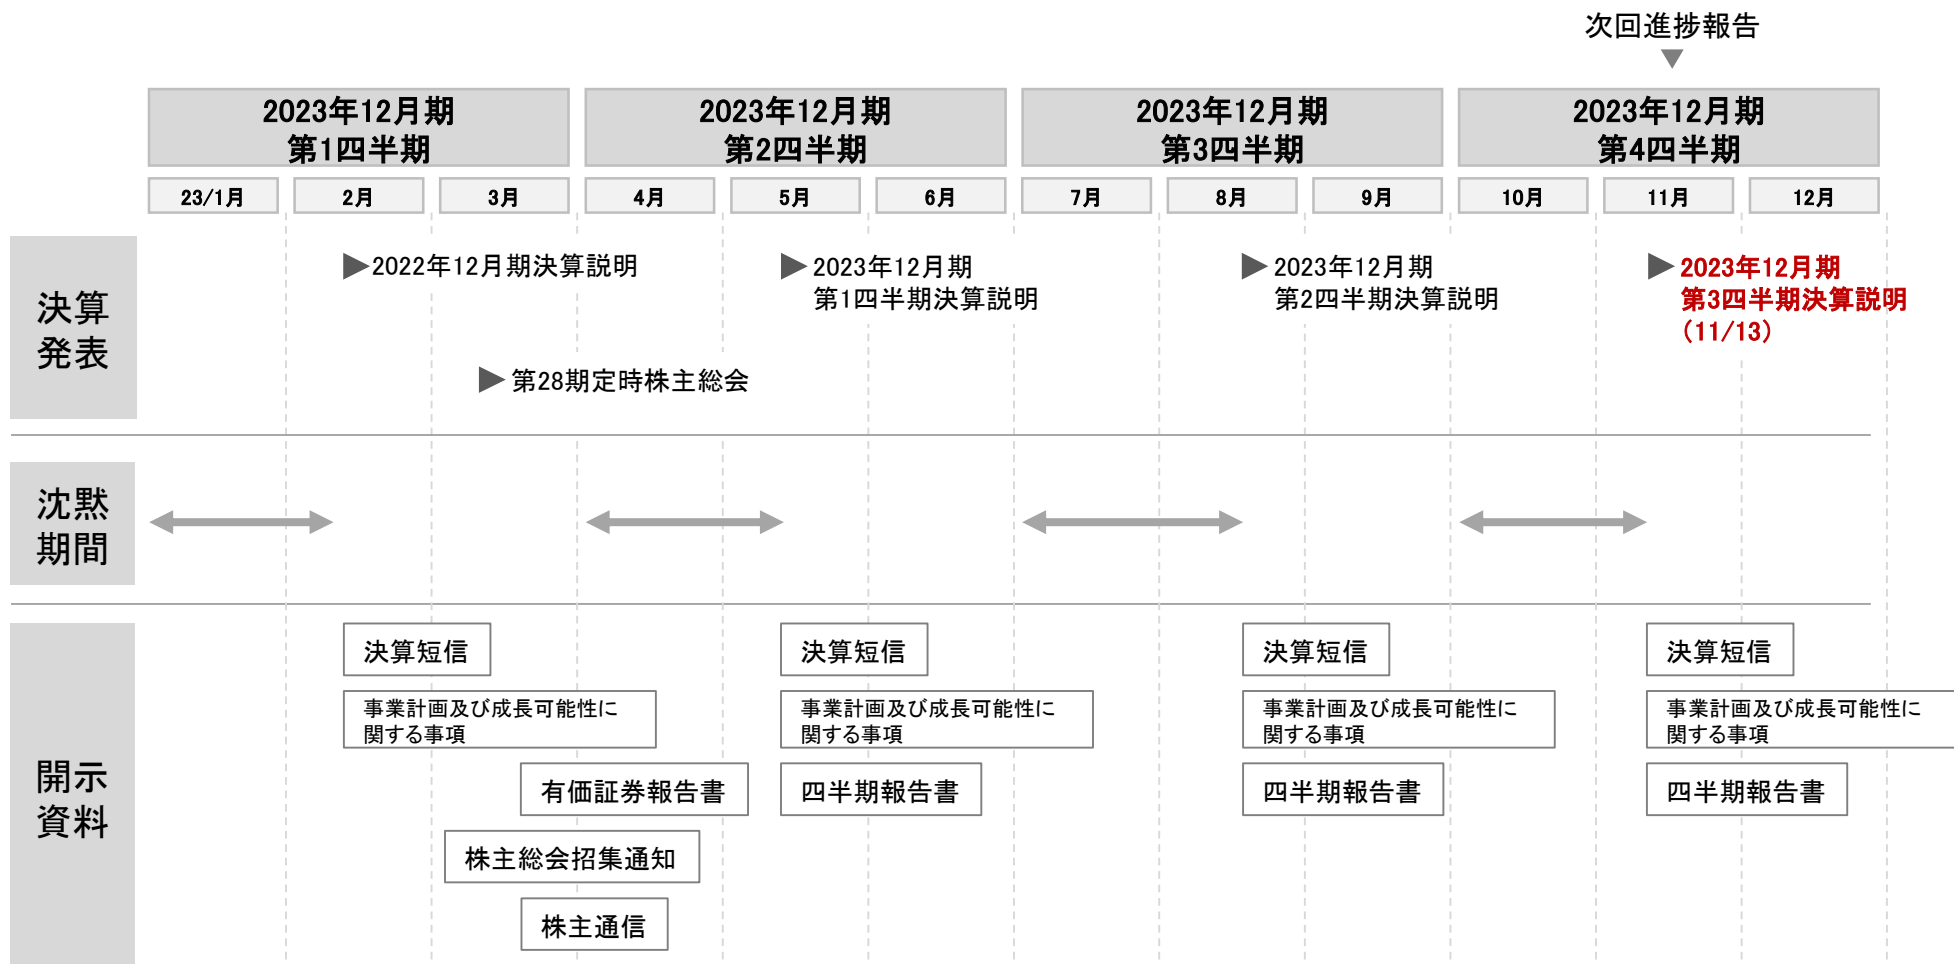 次回進捗報告
2023年12月期
第1四半期
2023年12月期
第2四半期
2023年12月期
第3四半期
2023年12月期
第4四半期
23/1月
2月
3月
4月
5月
6月
7月
8月
9月
10月
11月
12月
決算
発表
2022年12月期決算説明
2023年12月期
第1四半期決算説明
2023年12月期
第2四半期決算説明
2023年12月期
第3四半期決算説明
(11/13)
第28期定時株主総会
沈黙
期間
開示
資料
決算短信
事業計画及び成長可能性に
関する事項
有価証券報告書
株主総会招集通知
株主通信
決算短信
事業計画及び成長可能性に
関する事項
四半期報告書
決算短信
事業計画及び成長可能性に
関する事項
四半期報告書
決算短信
事業計画及び成長可能性に
関する事項
四半期報告書